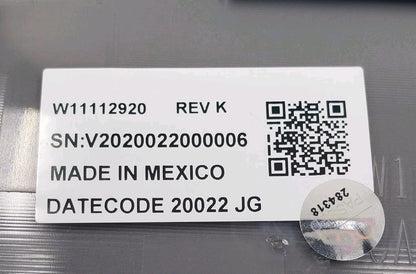 W11112920 REV K
SN:V2020022000006
MADE IN MEXICO
DATECODE 20022 JG
284318